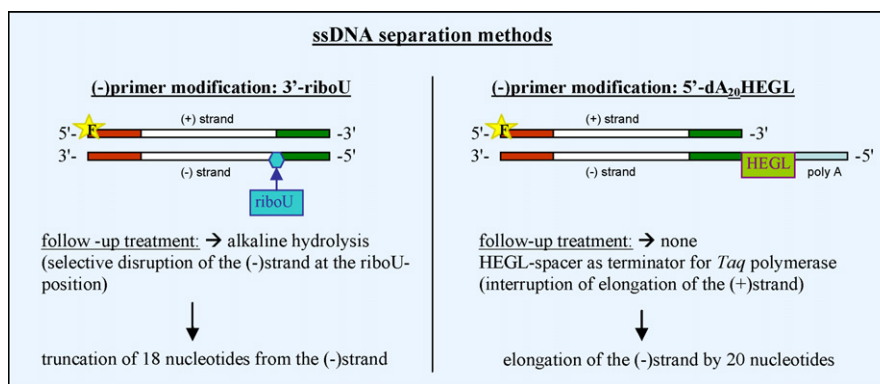 ssDNA separation methods
(-)primer modification: 3'-riboU
(+) strand
5'- F -3'
3'- -5'
(-) strand
riboU
follow -up treatment: → alkaline hydrolysis
(selective disruption of the (-)strand at the riboU-
position)
truncation of 18 nucleotides from the (-)strand
(-)primer modification: 5'-dA20HEGL
(+) strand
5'- F -3'
3'- HEGL -5'
(-) strand poly A
follow-up treatment: → none
HEGL-spacer as terminator for Taq polymerase
(interruption of elongation of the (+)strand)
elongation of the (-)strand by 20 nucleotides